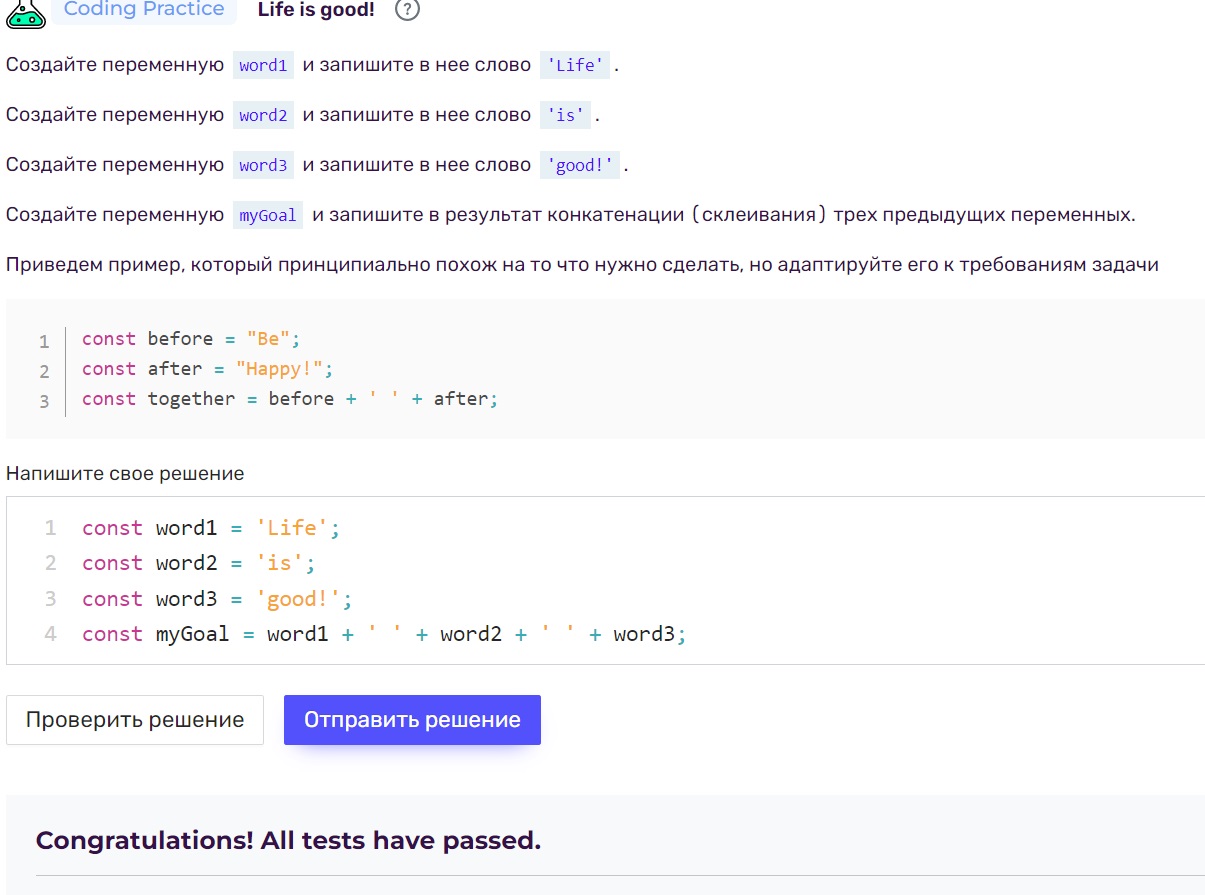 Coding Practice Life is good! ?
Создайте переменную word1 и запишите в нее слово 'Life' .
Создайте переменную word2 и запишите в нее слово 'is' .
Создайте переменную word3 и запишите в нее слово 'good!' .
Создайте переменную myGoal и запишите в результат конкатенации (склеивания) трех предыдущих переменных.
Приведем пример, который принципиально похож на то что нужно сделать, но адаптируйте его к требованиям задачи
1 const before = "Be";
2 const after = "Happy!";
3 const together = before + ' ' + after;
Напишите свое решение
1 const word1 = 'Life';
2 const word2 = 'is';
3 const word3 = 'good!';
4 const myGoal = word1 + ' ' + word2 + ' ' + word3;
Проверить решение Отправить решение
Congratulations! All tests have passed.